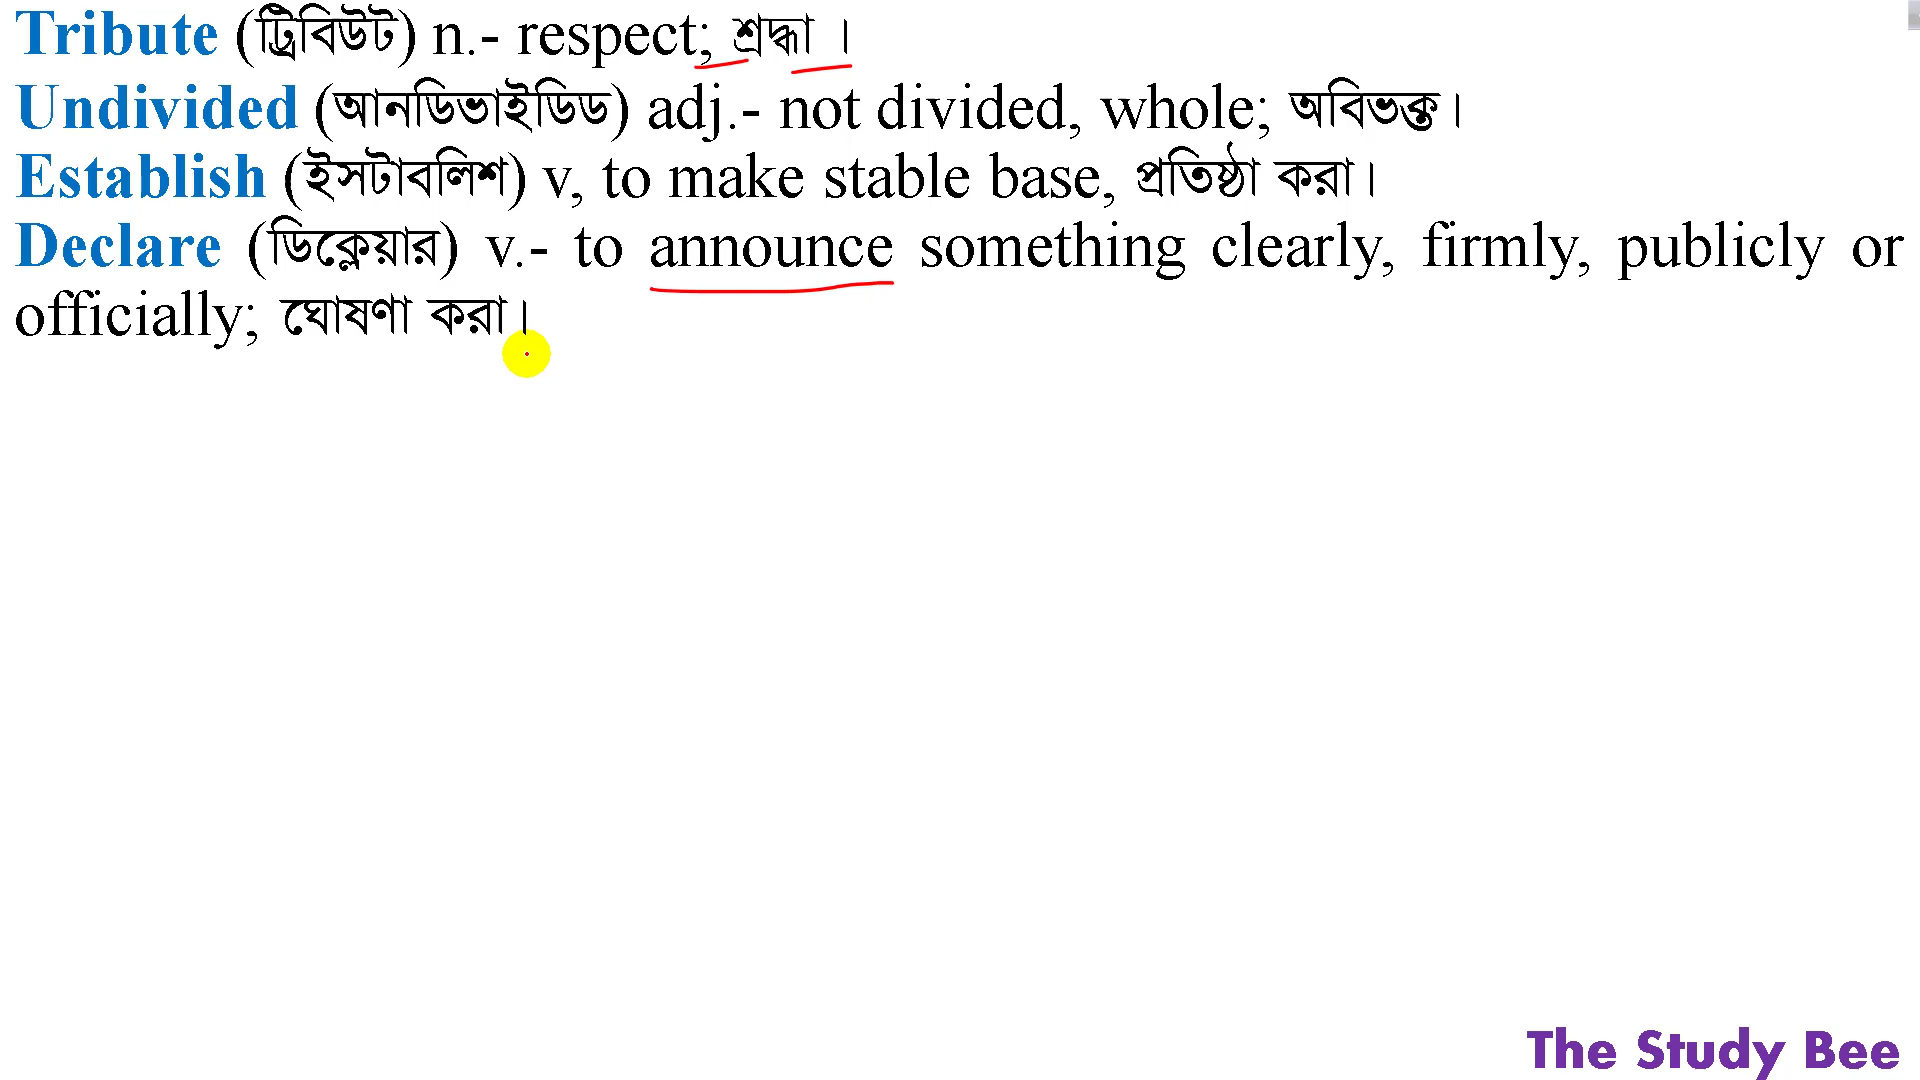 Tribute (ট্রিবিউট) n.- respect; শ্রদ্ধা ।
Undivided (আনডিভাইডিড) adj.- not divided, whole; অবিভক্ত।
Establish (ইসটাবলিশ) v, to make stable base, প্রতিষ্ঠা করা।
Declare (ডিক্লেয়ার) v.- to announce something clearly, firmly, publicly or
officially; ঘোষণা করা।
The Study Bee